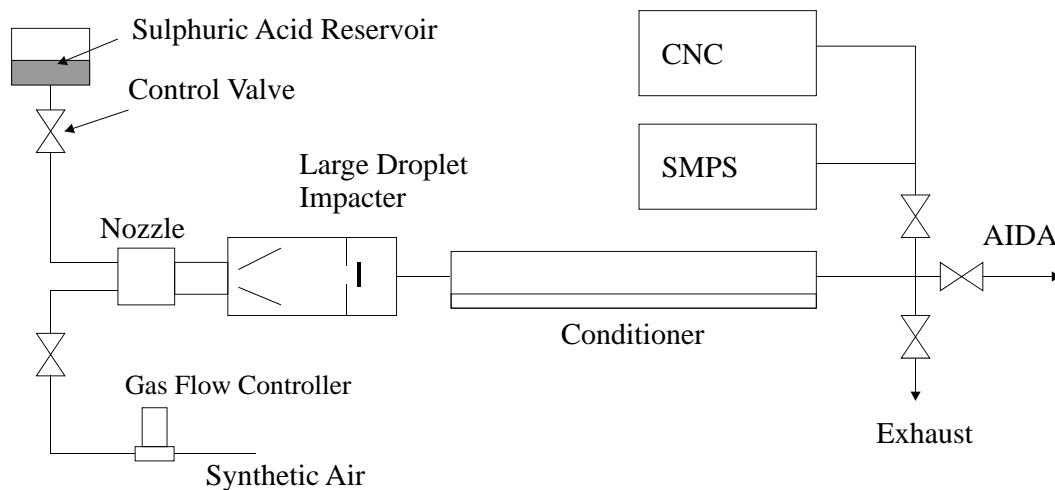 Sulphuric Acid Reservoir
CNC
Control Valve
SMPS
Large Droplet
Impacter
Nozzle
AIDA
Conditioner
Gas Flow Controller
Exhaust
Synthetic Air